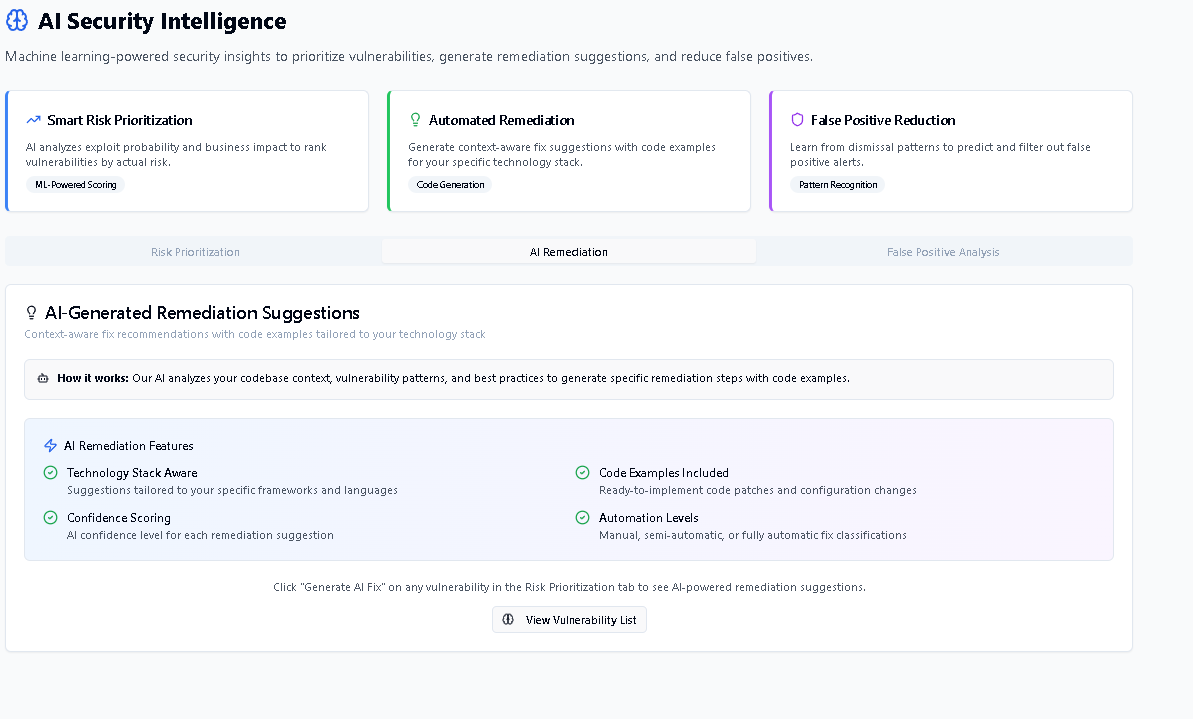 AI Security Intelligence
Machine learning-powered security insights to prioritize vulnerabilities, generate remediation suggestions, and reduce false positives.
Smart Risk Prioritization
AI analyzes exploit probability and business impact to rank
vulnerabilities by actual risk.
ML-Powered Scoring
Automated Remediation
Generate context-aware fix suggestions with code examples
for your specific technology stack.
Code Generation
False Positive Reduction
Learn from dismissal patterns to predict and filter out false
positive alerts.
Pattern Recognition
Risk Prioritization
AI Remediation
False Positive Analysis
AI-Generated Remediation Suggestions
Context-aware fix recommendations with code examples tailored to your technology stack
How it works: Our AI analyzes your codebase context, vulnerability patterns, and best practices to generate specific remediation steps with code examples.
AI Remediation Features
Technology Stack Aware
Suggestions tailored to your specific frameworks and languages
Code Examples Included
Ready-to-implement code patches and configuration changes
Confidence Scoring
AI confidence level for each remediation suggestion
Automation Levels
Manual, semi-automatic, or fully automatic fix classifications
Click "Generate AI Fix" on any vulnerability in the Risk Prioritization tab to see AI-powered remediation suggestions.
View Vulnerability List